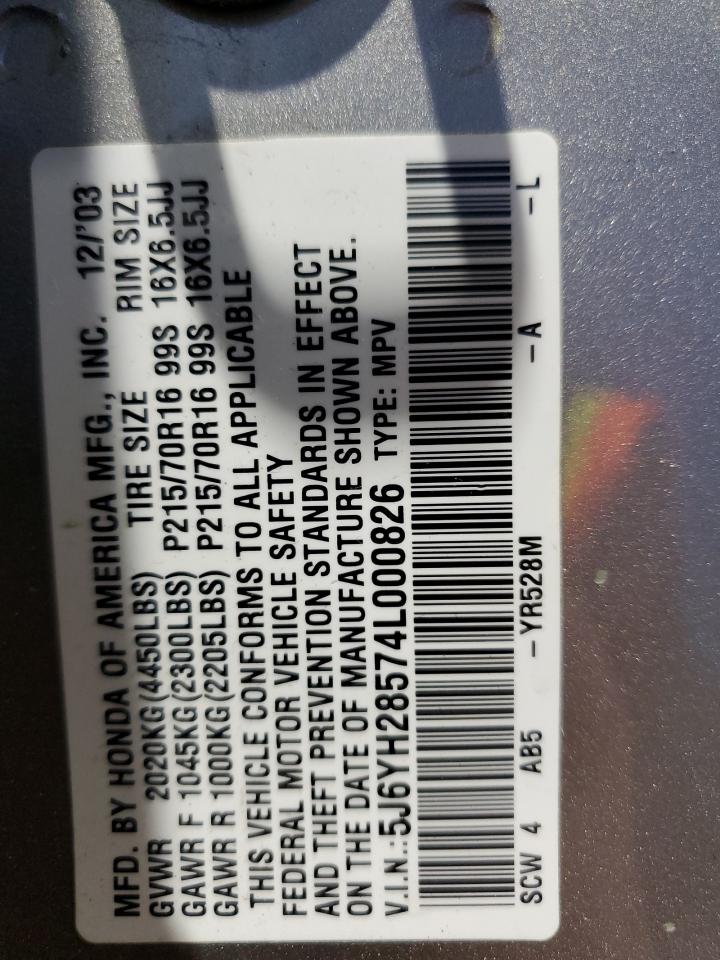 MFD. BY HONDA OF AMERICA MFG., INC. 12/'03
GVWR 2020KG (4450LBS) TIRE SIZE RIM SIZE
GAWR F 1045KG (2300LBS) P215/70R16 99S 16X6.5JJ
GAWR R 1000KG (2205LBS) P215/70R16 99S 16X6.5JJ
THIS VEHICLE CONFORMS TO ALL APPLICABLE
FEDERAL MOTOR VEHICLE SAFETY
AND THEFT PREVENTION STANDARDS IN EFFECT
ON THE DATE OF MANUFACTURE SHOWN ABOVE.
V.I.N.:5J6YH28574L000826 TYPE: MPV
SCW 4 AB5 – YR528M – A – L